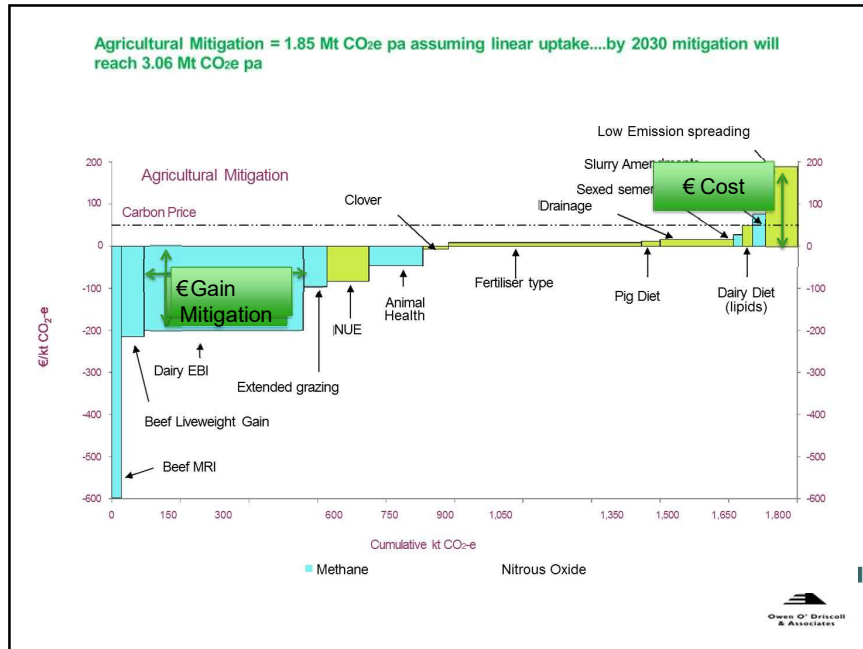 Agricultural Mitigation = 1.85 Mt CO2e pa assuming linear uptake....by 2030 mitigation will
reach 3.06 Mt CO2e pa
Low Emission spreading
200
Agricultural Mitigation
Slurry Amendments
200
Clover
Sexed semen
€ Cost
100
Carbon Price
Drainage
100
0
0
€Gain
Mitigation
-100
NUE
Animal
Health
Fertiliser type
Pig Diet
Dairy Diet
(lipids)
-100
€/kt CO2-e
-200
-200
Dairy EBI
Extended grazing
-300
-300
-400
Beef Liveweight Gain
-400
-500
Beef MRI
-500
-600
-600
0
150
300
600
750
900
1,050
1,350
1,500
1,650
1,800
Cumulative kt CO2-e
Methane
Nitrous Oxide
Owen O' Driscoll
& Associates